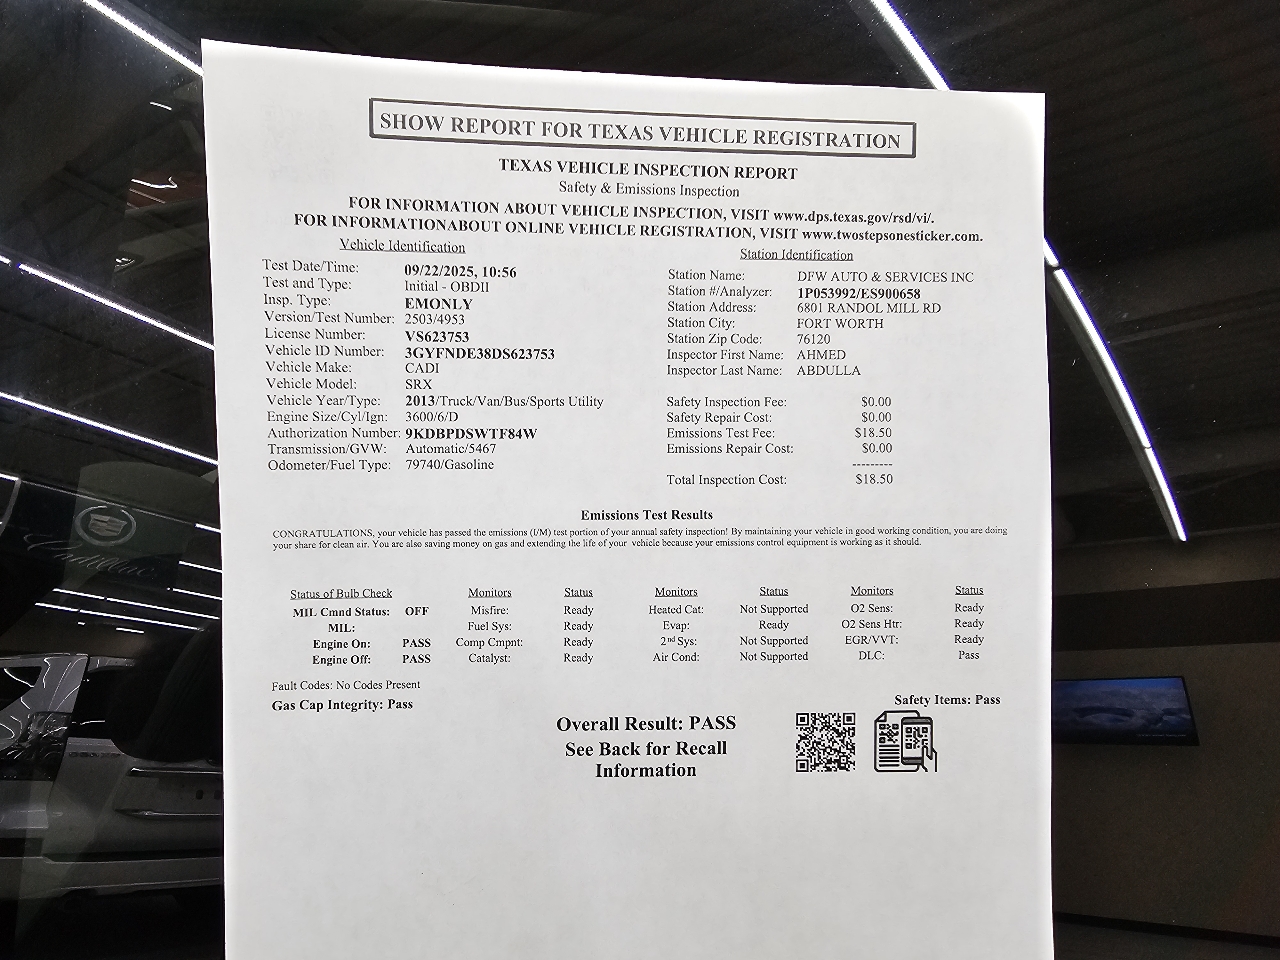 SHOW REPORT FOR TEXAS VEHICLE REGISTRATION
TEXAS VEHICLE INSPECTION REPORT
Safety & Emissions Inspection
FOR INFORMATION ABOUT VEHICLE INSPECTION, VISIT www.dps.texas.gov/rsd/vi/.
FOR INFORMATIONABOUT ONLINE VEHICLE REGISTRATION, VISIT www.twostepsonesticker.com.
Vehicle Identification
Test Date/Time: 09/22/2025, 10:56
Test and Type: Initial - OBDII
Insp. Type: EMONLY
Version/Test Number: 2503/4953
License Number: VS623753
Vehicle ID Number: 3GYFNDE38DS623753
Vehicle Make: CADI
Vehicle Model: SRX
Vehicle Year/Type: 2013/Truck/Van/Bus/Sports Utility
Engine Size/Cyl/Ign: 3600/6/D
Authorization Number: 9KDBPDSWTF84W
Transmission/GVW: Automatic/5467
Odometer/Fuel Type: 79740/Gasoline
Station Identification
Station Name: DFW AUTO & SERVICES INC
Station #/Analyzer: 1P053992/ES900658
Station Address: 6801 RANDOL MILL RD
Station City: FORT WORTH
Station Zip Code: 76120
Inspector First Name: AHMED
Inspector Last Name: ABDULLA
Safety Inspection Fee: $0.00
Safety Repair Cost: $0.00
Emissions Test Fee: $18.50
Emissions Repair Cost: $0.00
---------
Total Inspection Cost: $18.50
Emissions Test Results
CONGRATULATIONS, your vehicle has passed the emissions (I/M) test portion of your annual safety inspection! By maintaining your vehicle in good working condition, you are doing
your share for clean air. You are also saving money on gas and extending the life of your vehicle because your emissions control equipment is working as it should.
Status of Bulb Check Monitors Status Monitors Status Monitors Status
MIL Cmnd Status: OFF Misfire: Ready Heated Cat: Not Supported O2 Sens: Ready
MIL: Fuel Sys: Ready Evap: Ready O2 Sens Htr: Ready
Engine On: PASS Comp Cmpnt: Ready 2nd Sys: Not Supported EGR/VVT: Ready
Engine Off: PASS Catalyst: Ready Air Cond: Not Supported DLC: Pass
Fault Codes: No Codes Present
Gas Cap Integrity: Pass
Safety Items: Pass
Overall Result: PASS
See Back for Recall
Information
Cadillac